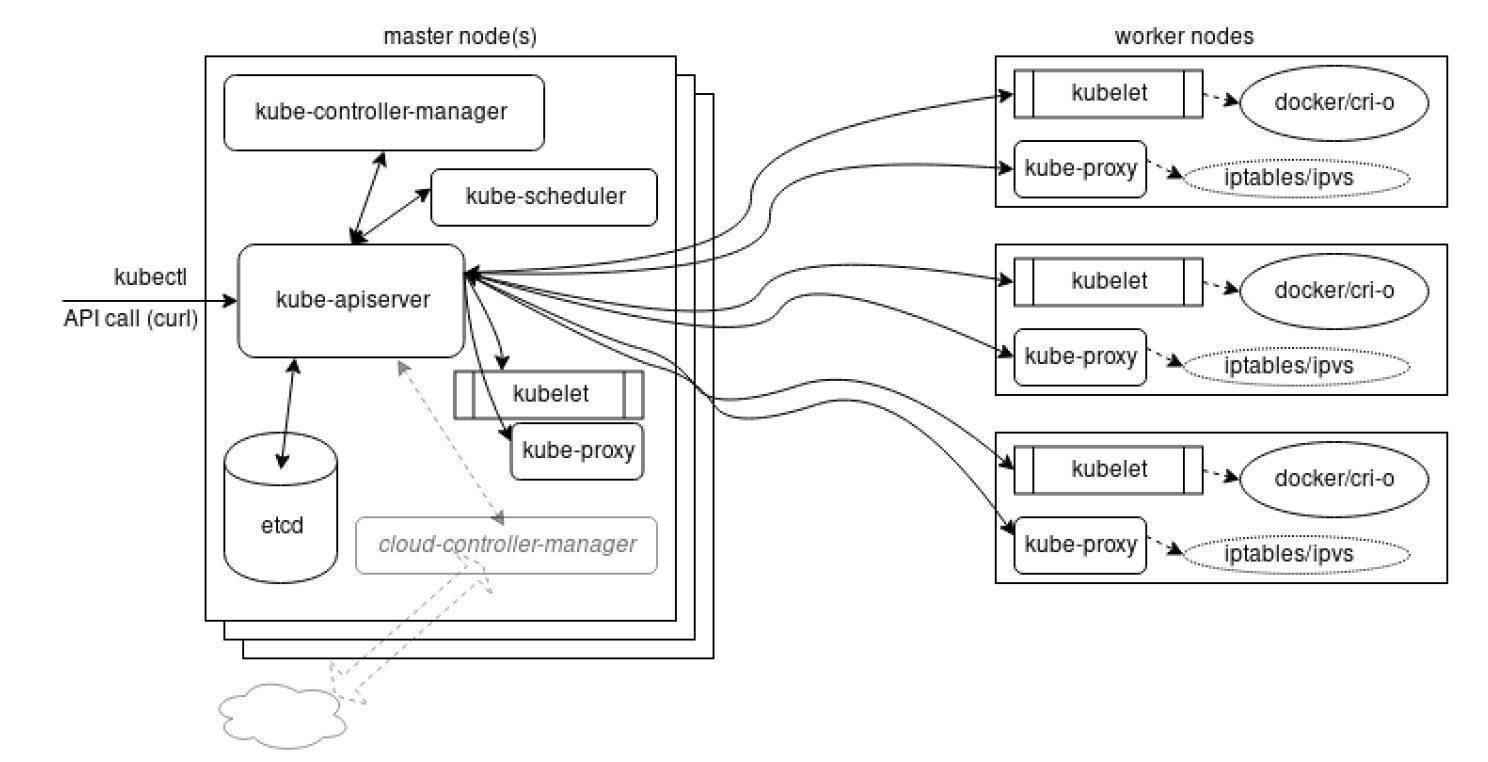 master node(s)
kube-controller-manager
kube-scheduler
kubectl
API call (curl)
kube-apiserver
kubelet
kube-proxy
etcd
cloud-controller-manager
worker nodes
kubelet
docker/cri-o
kube-proxy
iptables/ipvs
kubelet
docker/cri-o
kube-proxy
iptables/ipvs
kubelet
docker/cri-o
kube-proxy
iptables/ipvs